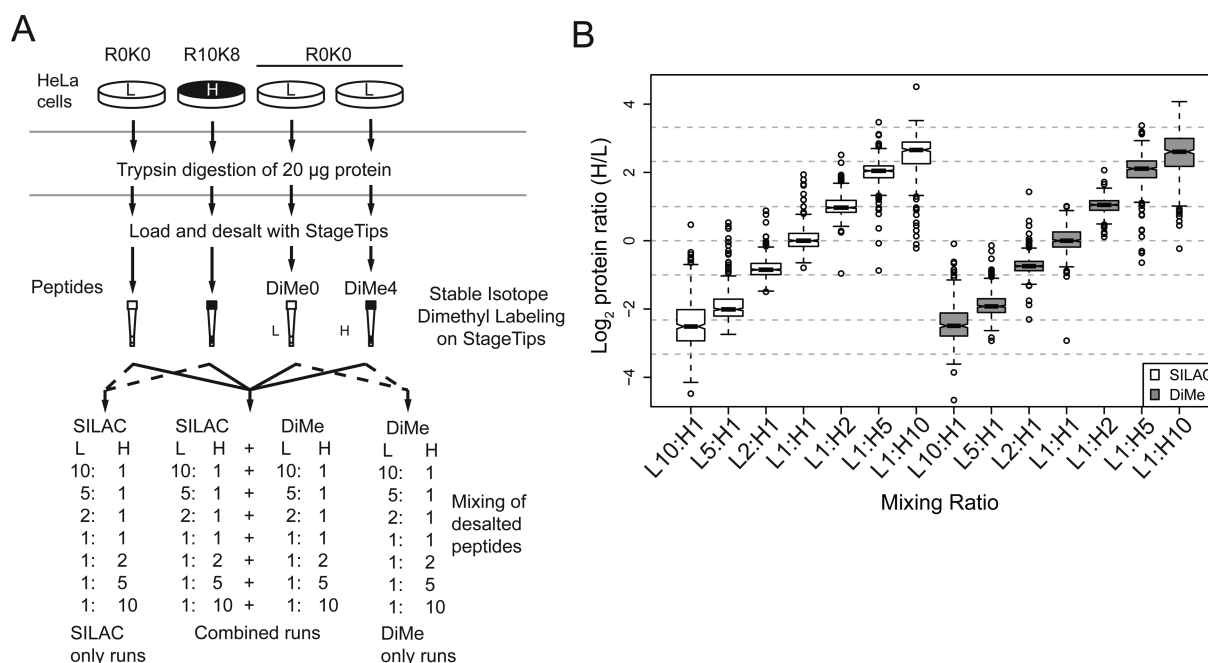 A
R0K0 R10K8 R0K0
HeLa
cells
L H L L
Trypsin digestion of 20 µg protein
Load and desalt with StageTips
Peptides
DiMe0 DiMe4
L H
Stable Isotope
Dimethyl Labeling
on StageTips
SILAC SILAC DiMe DiMe
L H L H + L H L H
10: 1 10: 1 + 10: 1 10: 1
5: 1 5: 1 + 5: 1 5: 1
2: 1 2: 1 + 2: 1 2: 1
1: 1 1: 1 + 1: 1 1: 1
1: 2 1: 2 + 1: 2 1: 2
1: 5 1: 5 + 1: 5 1: 5
1: 10 1: 10 + 1: 10 1: 10
Mixing of
desalted
peptides
SILAC
only runs
Combined runs
DiMe
only runs
B
Log2 protein ratio (H/L)
4
2
0
−2
−4
SILAC
DiMe
L10:H1
L5:H1
L2:H1
L1:H1
L1:H2
L1:H5
L1:H10
L10:H1
L5:H1
L2:H1
L1:H1
L1:H2
L1:H5
L1:H10
Mixing Ratio